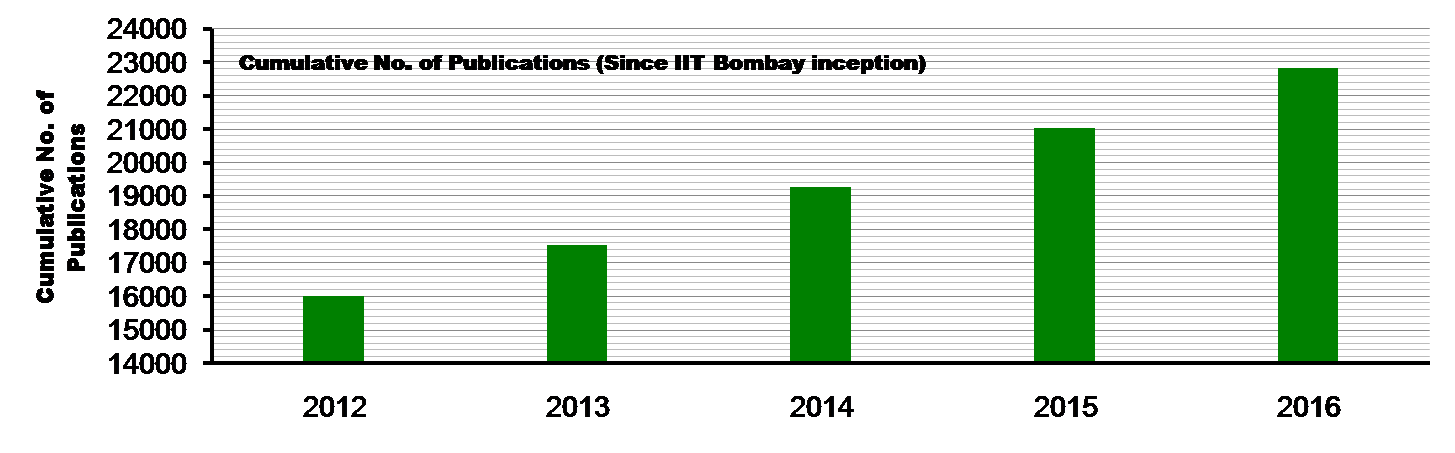 Cumulative No. of Publications (Since IIT Bombay inception)
Cumulative No. of
Publications
24000
23000
22000
21000
20000
19000
18000
17000
16000
15000
14000
2012 2013 2014 2015 2016